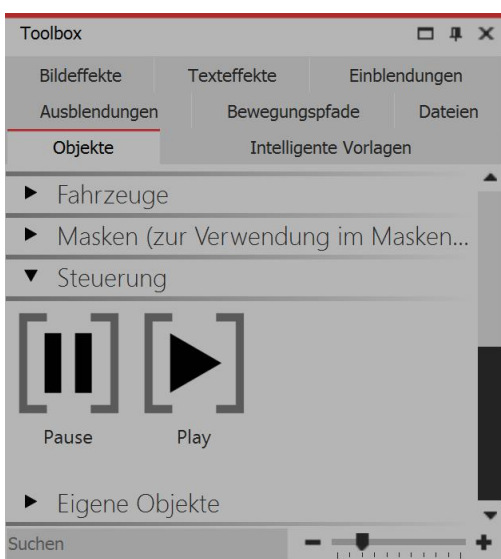 Toolbox
Bildeffekte Texteffekte Einblendungen
Ausblendungen Bewegungspfade Dateien
Objekte Intelligente Vorlagen
Fahrzeuge
Masken (zur Verwendung im Masken...
Steuerung
Pause Play
Eigene Objekte
Suchen